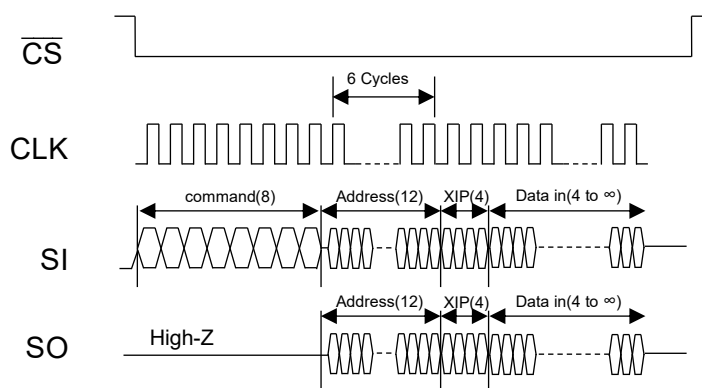 CS
6 Cycles
CLK
command(8) Address(12) XIP(4) Data in(4 to ∞)
SI
Address(12) XIP(4) Data in(4 to ∞)
High-Z
SO